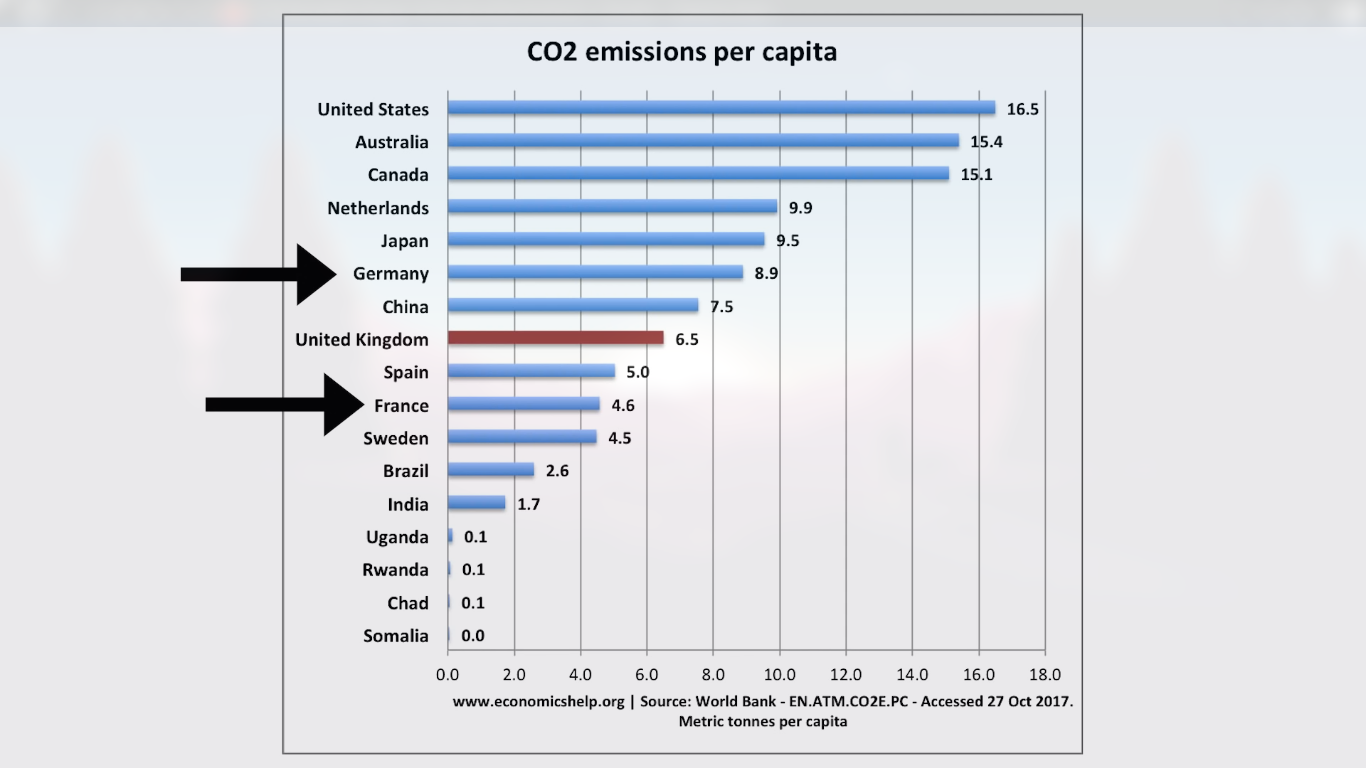 CO2 emissions per capita
United States 16.5
Australia 15.4
Canada 15.1
Netherlands 9.9
Japan 9.5
Germany 8.9
China 7.5
United Kingdom 6.5
Spain 5.0
France 4.6
Sweden 4.5
Brazil 2.6
India 1.7
Uganda 0.1
Rwanda 0.1
Chad 0.1
Somalia 0.0
0.0 2.0 4.0 6.0 8.0 10.0 12.0 14.0 16.0 18.0
www.economicshelp.org | Source: World Bank - EN.ATM.CO2E.PC - Accessed 27 Oct 2017.
Metric tonnes per capita